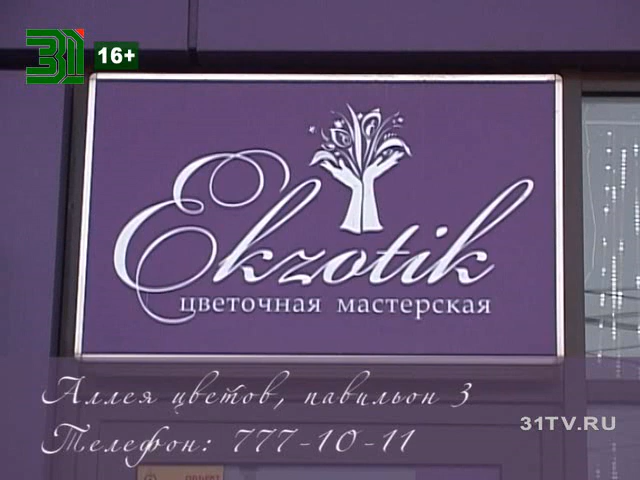 31
16+
Ekzotik
цветочная мастерская
Аллея цветов, павильон 3
Телефон: 777-10-11
31TV.RU